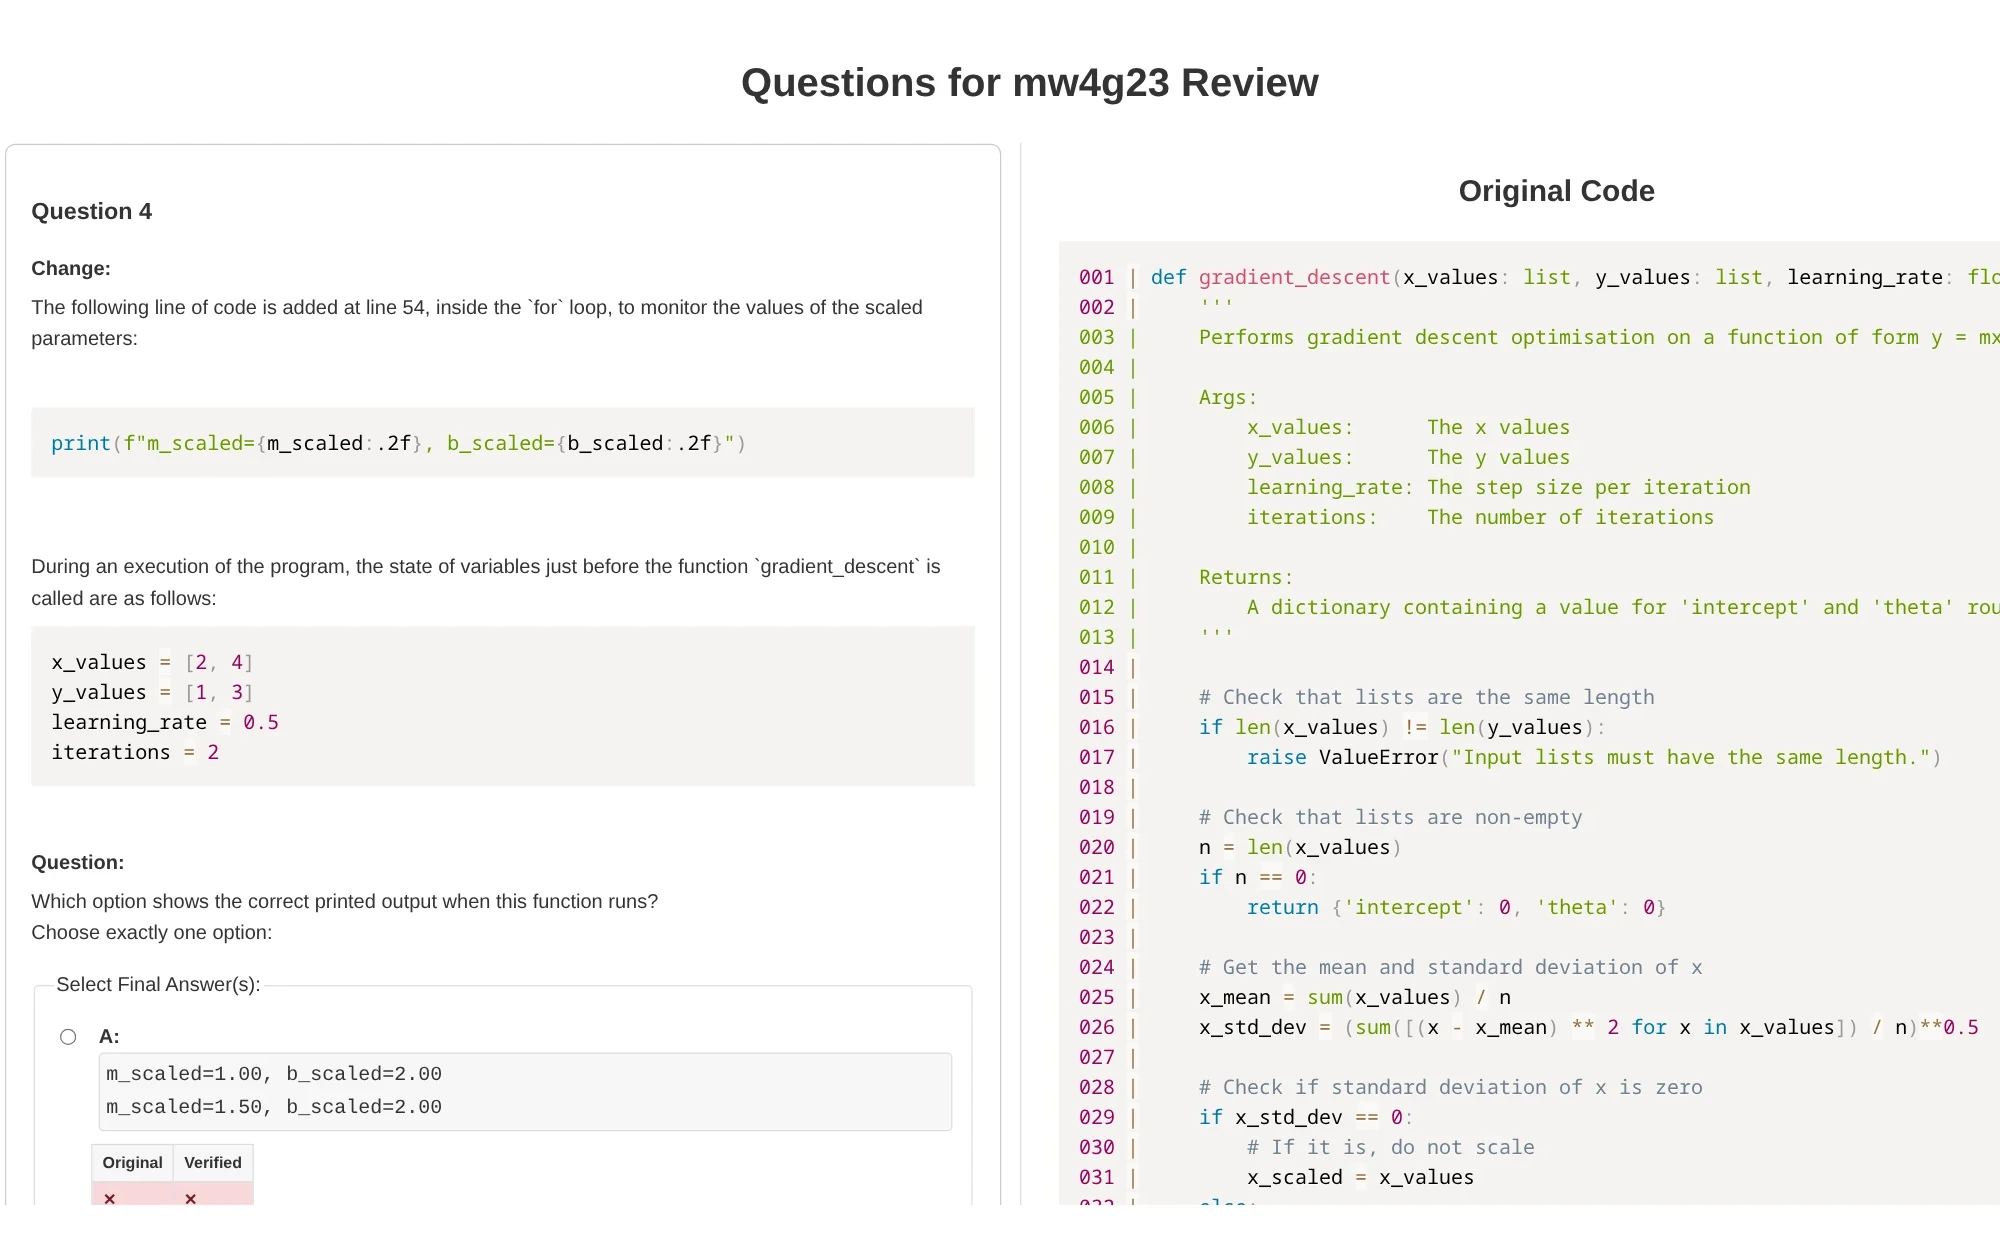 Questions for mw4g23 Review
Question 4
Change:
The following line of code is added at line 54, inside the `for` loop, to monitor the values of the scaled
parameters:
print(f"m_scaled={m_scaled:.2f}, b_scaled={b_scaled:.2f}")
During an execution of the program, the state of variables just before the function `gradient_descent` is
called are as follows:
x_values = [2, 4]
y_values = [1, 3]
learning_rate = 0.5
iterations = 2
Question:
Which option shows the correct printed output when this function runs?
Choose exactly one option:
Select Final Answer(s):
A:
m_scaled=1.00, b_scaled=2.00
m_scaled=1.50, b_scaled=2.00
Original Verified
× ×
Original Code
001 | def gradient_descent(x_values: list, y_values: list, learning_rate: flo
002 |     '''
003 |     Performs gradient descent optimisation on a function of form y = mx
004 |
005 |     Args:
006 |         x_values:      The x values
007 |         y_values:      The y values
008 |         learning_rate: The step size per iteration
009 |         iterations:    The number of iterations
010 |
011 |     Returns:
012 |         A dictionary containing a value for 'intercept' and 'theta' rou
013 |     '''
014 |
015 |     # Check that lists are the same length
016 |     if len(x_values) != len(y_values):
017 |         raise ValueError("Input lists must have the same length.")
018 |
019 |     # Check that lists are non-empty
020 |     n = len(x_values)
021 |     if n == 0:
022 |         return {'intercept': 0, 'theta': 0}
023 |
024 |     # Get the mean and standard deviation of x
025 |     x_mean = sum(x_values) / n
026 |     x_std_dev = (sum([(x - x_mean) ** 2 for x in x_values]) / n)**0.5
027 |
028 |     # Check if standard deviation of x is zero
029 |     if x_std_dev == 0:
030 |         # If it is, do not scale
031 |         x_scaled = x_values
032 |     else: